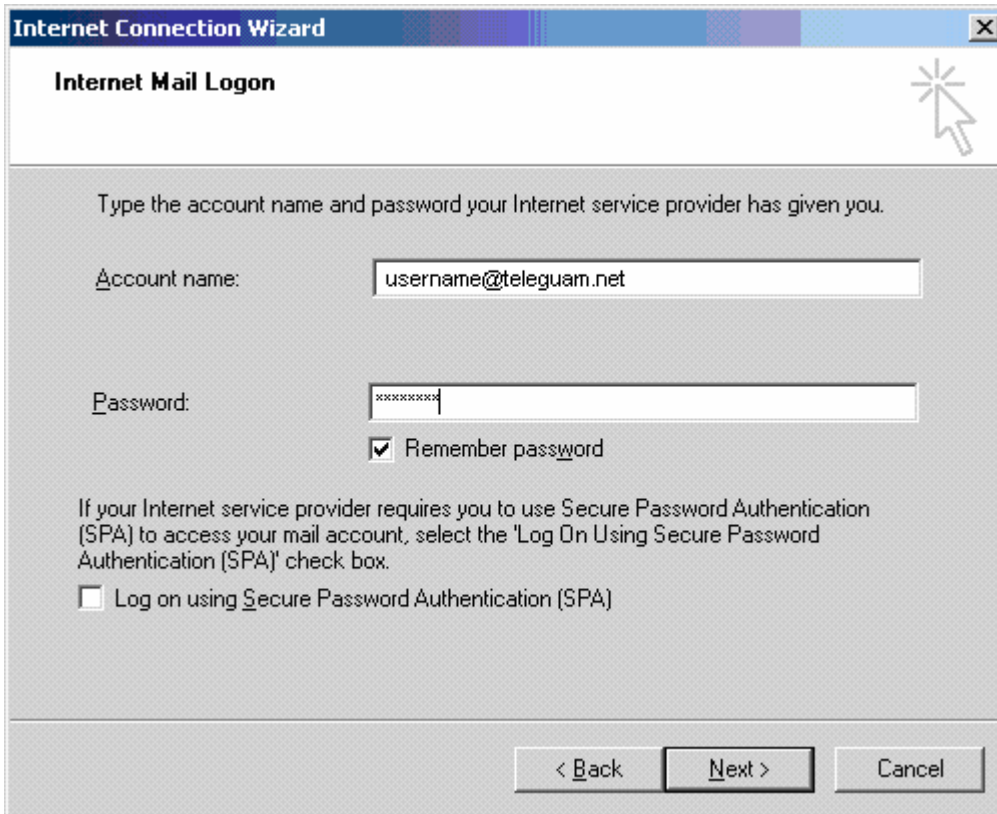 Internet Connection Wizard
Internet Mail Logon
Type the account name and password your Internet service provider has given you.
Account name: username@teleguam.net
Password: ********
Remember password
If your Internet service provider requires you to use Secure Password Authentication
(SPA) to access your mail account, select the 'Log On Using Secure Password
Authentication (SPA)' check box.
Log on using Secure Password Authentication (SPA)
< Back Next > Cancel